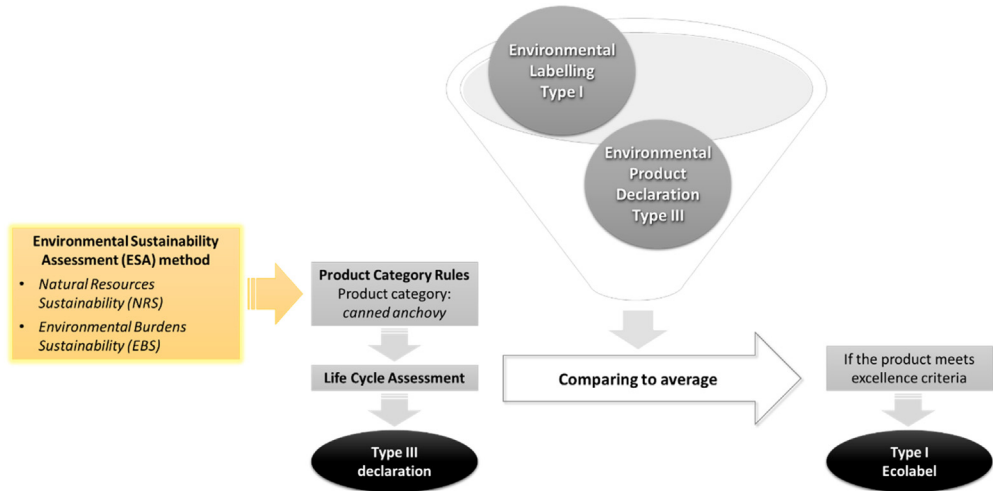 Environmental
Labelling
Type I
Environmental
Product
Declaration
Type III
Environmental Sustainability
Assessment (ESA) method
• Natural Resources
Sustainability (NRS)
• Environmental Burdens
Sustainability (EBS)
Product Category Rules
Product category:
canned anchovy
Life Cycle Assessment
Type III
declaration
Comparing to average
If the product meets
excellence criteria
Type I
Ecolabel